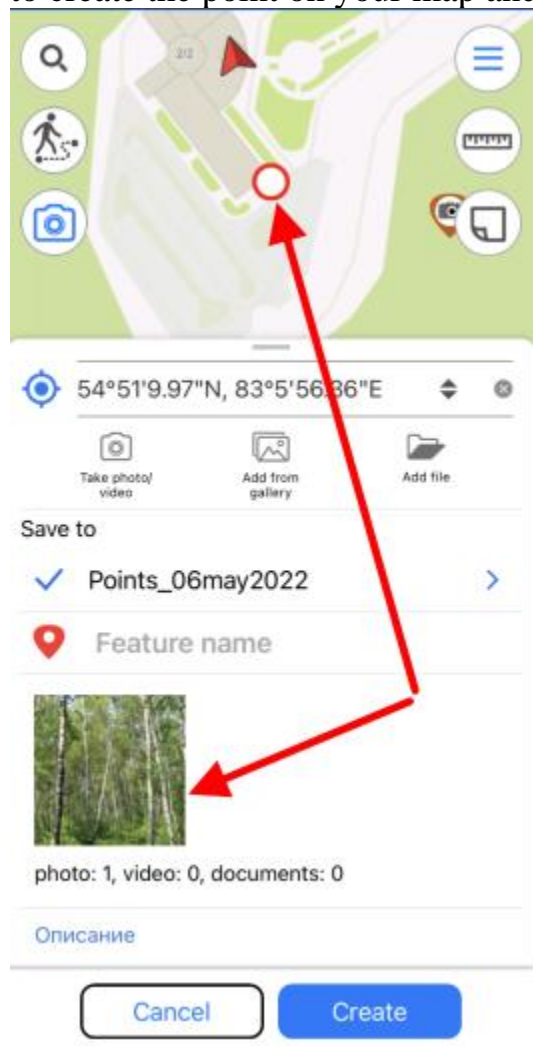 to create the point on your map and
2/2
54°51'9.97"N, 83°5'56.36"E
Take photo/
video
Add from
gallery
Add file
Save to
Points_06may2022
Feature name
photo: 1, video: 0, documents: 0
Описание
Cancel
Create